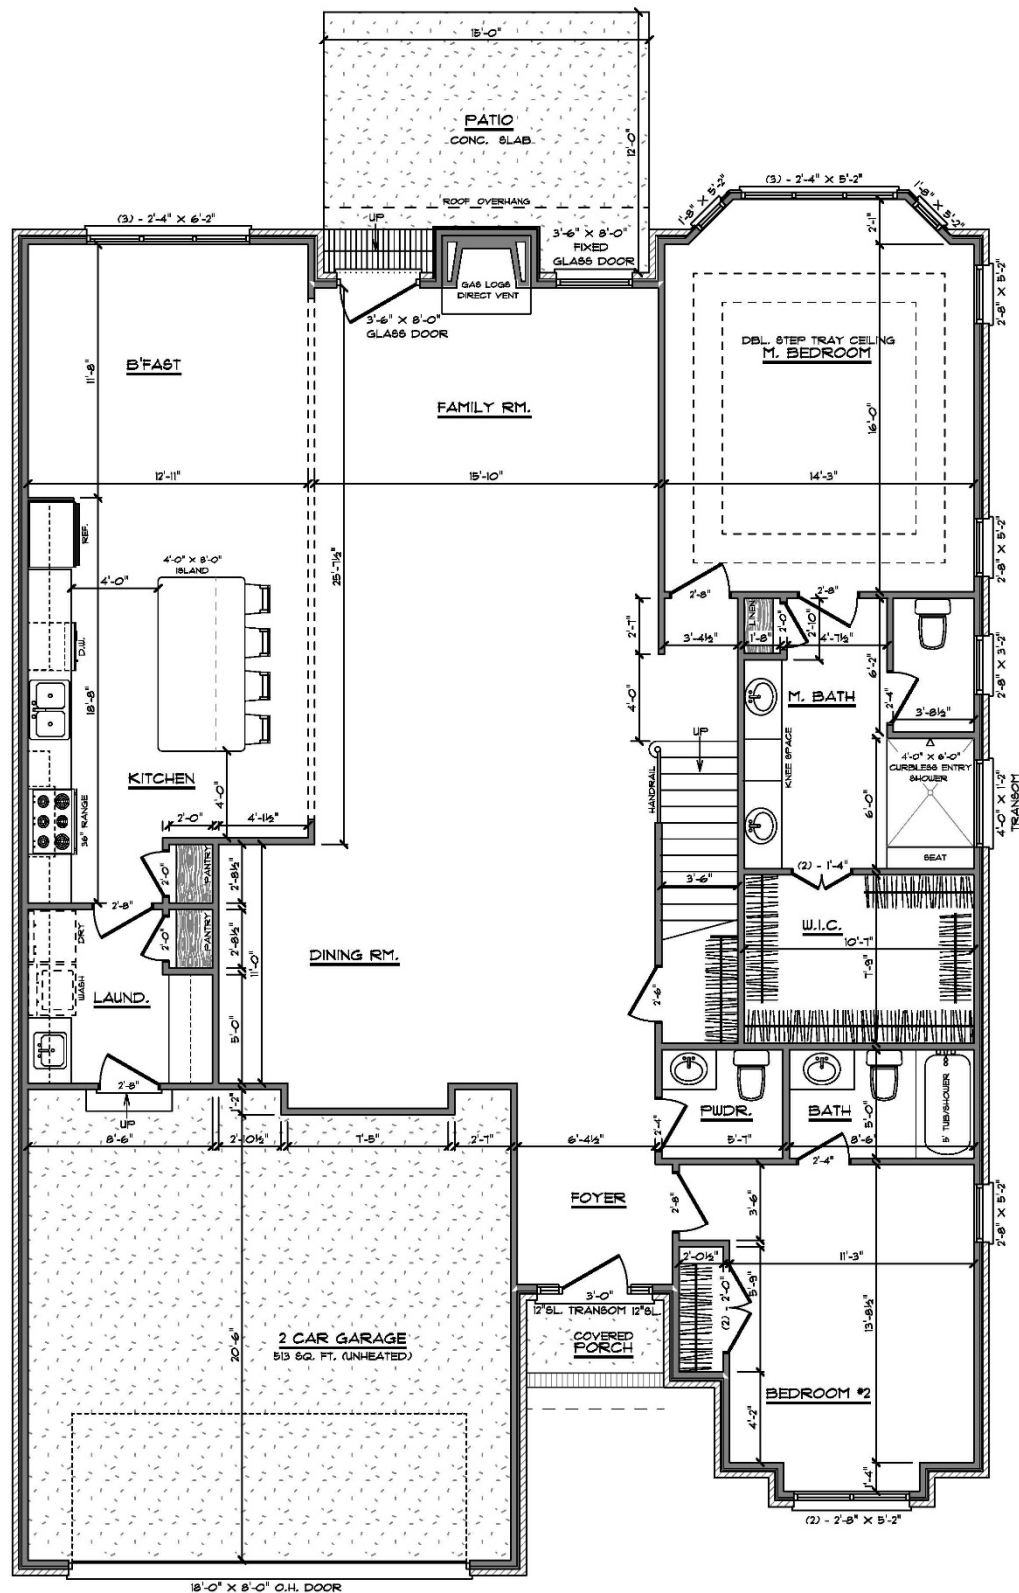 15'-0"
PATIO
CONC. SLAB
12'-0"
ROOF OVERHANG
UP
(3) - 2'-4" X 6'-2"
3'-6" X 8'-0"
FIXED
GLASS DOOR
GAS LOGS
DIRECT VENT
3'-6" X 8'-0"
GLASS DOOR
(3) - 2'-4" X 5'-2"
1'-8" X 5'-2"
1'-8" X 5'-2"
2'-1"
2'-8" X 5'-2"
DBL. STEP TRAY CEILING
M. BEDROOM
16'-0"
B'FAST
11'-8"
FAMILY RM.
12'-11"
15'-10"
14'-3"
2'-8" X 5'-2"
REF.
4'-0" X 8'-0"
ISLAND
4'-0"
25'-7½"
D.W.
18'-8"
KITCHEN
36" RANGE
4'-0"
2'-0"
4'-1½"
2'-8"
2'-8"
2'-7"
3'-4½"
LINEN
1'-8"
2'-0"
2'-10"
4'-7½"
6'-2"
4'-0"
M. BATH
2'-4"
3'-8½"
2'-8" X 3'-2"
UP
HANDRAIL
KNEE SPACE
4'-0" X 6'-0"
CURBLESS ENTRY
SHOWER
6'-0"
4'-0" X 1'-2"
TRANSOM
SEAT
(2) - 1'-4"
3'-6"
2'-0"
PANTRY
2'-8½"
2'-8"
2'-0"
PANTRY
2'-8½"
11'-0"
DINING RM.
W.I.C.
10'-7"
7'-9"
DRY
WASH
LAUND.
5'-0"
2'-6"
2'-8"
UP
1'-2"
PWDR.
BATH
5'-0"
5' TUB/SHOWER
2'-4"
8'-6"
2'-10½"
7'-5"
2'-7"
6'-4½"
5'-7"
8'-6"
2'-4"
FOYER
2'-8"
3'-6"
2'-8" X 5'-2"
2'-0½"
11'-3"
5'-9"
(2) - 2'-0"
3'-0"
12"SL. TRANSOM 12"SL.
COVERED
PORCH
13'-8½"
2 CAR GARAGE
513 SQ. FT. (UNHEATED)
20'-6"
BEDROOM #2
4'-2"
1'-4"
(2) - 2'-8" X 5'-2"
18'-0" X 8'-0" O.H. DOOR